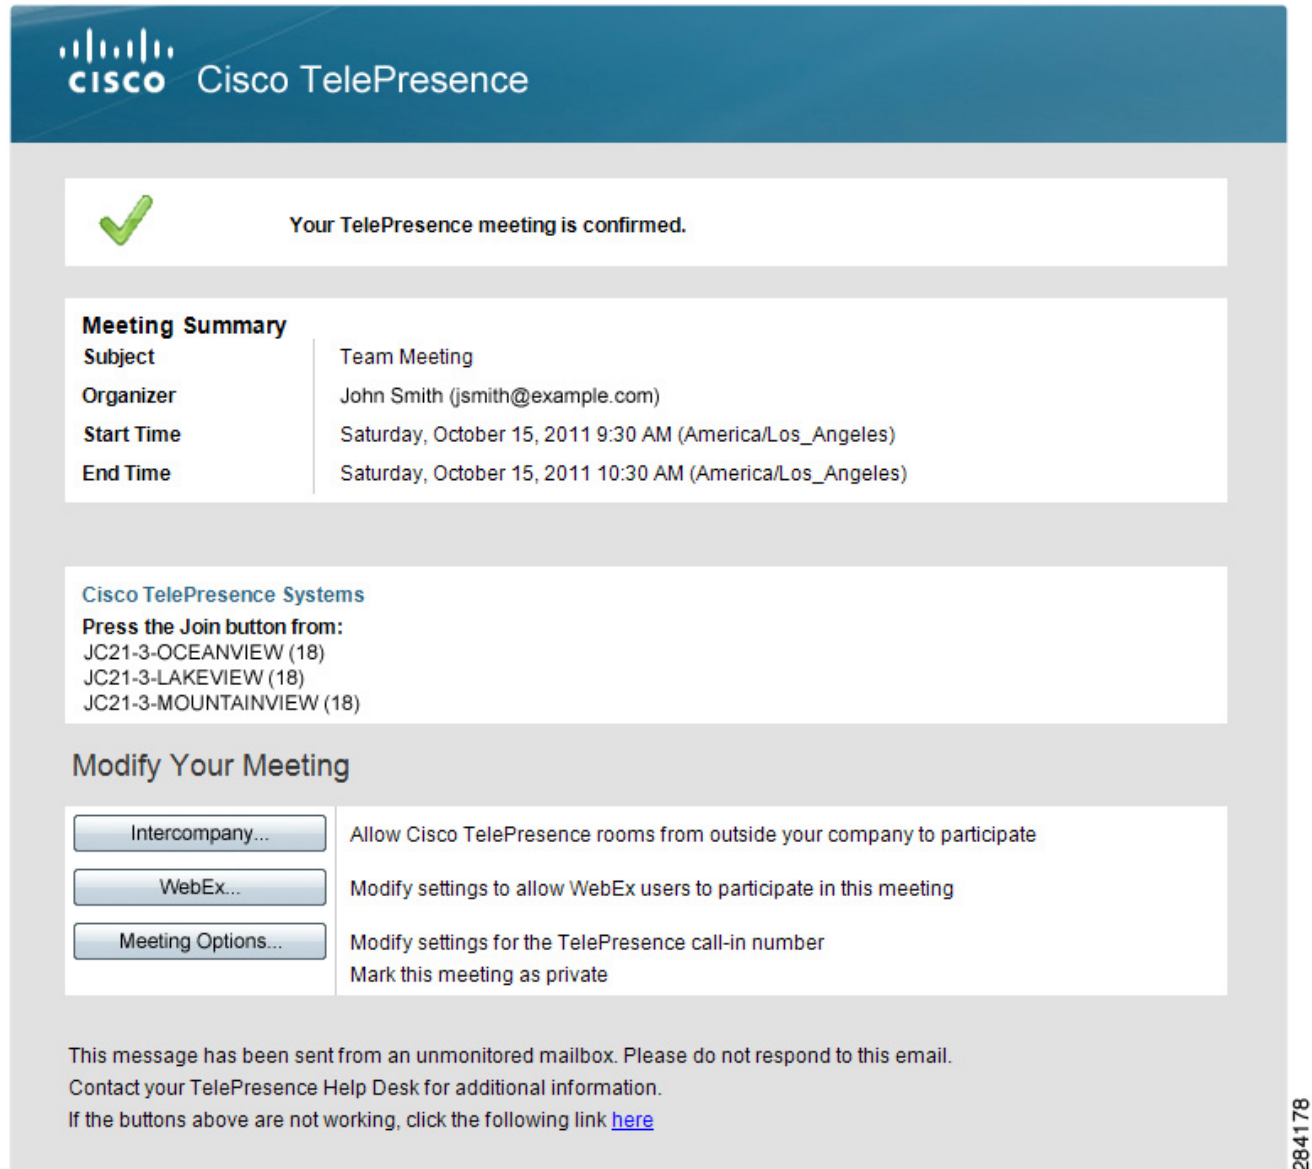 CISCO Cisco TelePresence
Your TelePresence meeting is confirmed.
Meeting Summary
Subject Team Meeting
Organizer John Smith (jsmith@example.com)
Start Time Saturday, October 15, 2011 9:30 AM (America/Los_Angeles)
End Time Saturday, October 15, 2011 10:30 AM (America/Los_Angeles)
Cisco TelePresence Systems
Press the Join button from:
JC21-3-OCEANVIEW (18)
JC21-3-LAKEVIEW (18)
JC21-3-MOUNTAINVIEW (18)
Modify Your Meeting
Intercompany... Allow Cisco TelePresence rooms from outside your company to participate
WebEx... Modify settings to allow WebEx users to participate in this meeting
Meeting Options... Modify settings for the TelePresence call-in number
Mark this meeting as private
This message has been sent from an unmonitored mailbox. Please do not respond to this email.
Contact your TelePresence Help Desk for additional information.
If the buttons above are not working, click the following link here
284178